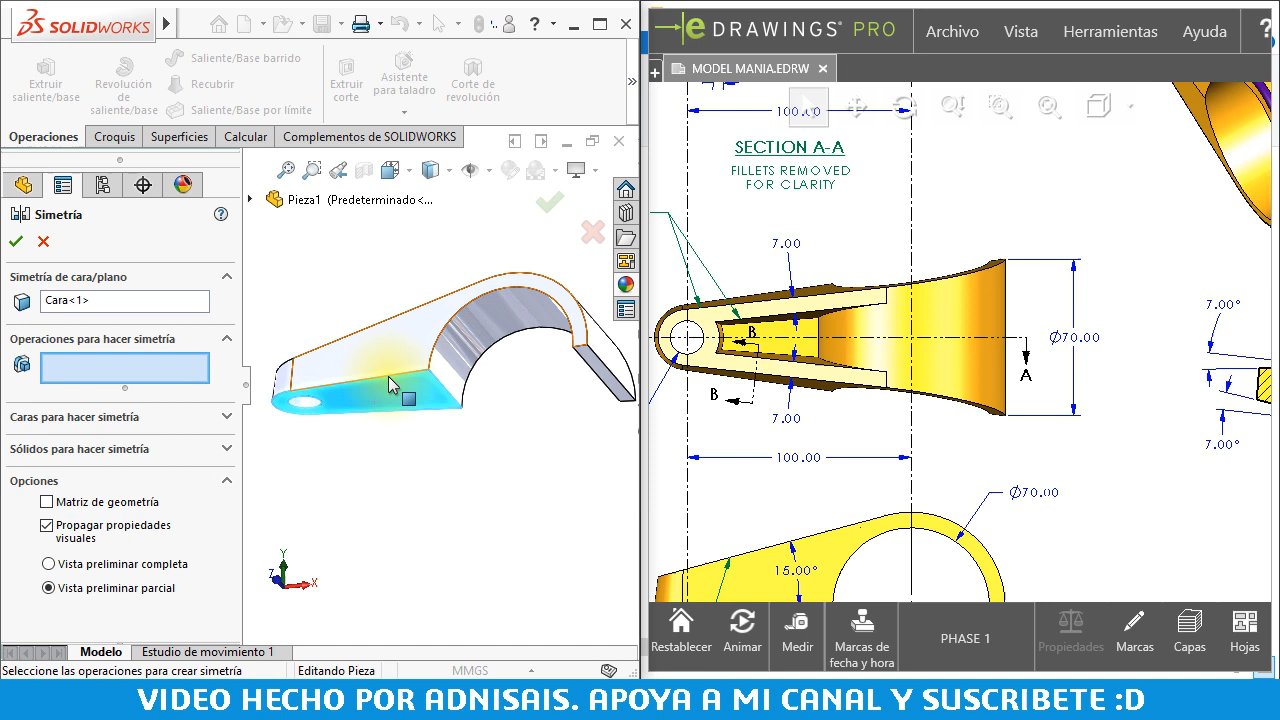 SOLIDWORKS
Extruir
saliente/base
Revolución
de
saliente/base
Saliente/Base barrido
Recubrir
Saliente/Base por límite
Extruir
corte
Asistente
para taladro
Corte de
revolución
Operaciones
Croquis
Superficies
Calcular
Complementos de SOLIDWORKS
Simetría
Simetría de cara/plano
Cara<1>
Operaciones para hacer simetría
Caras para hacer simetría
Sólidos para hacer simetría
Opciones
Matriz de geometría
Propagar propiedades
visuales
Vista preliminar completa
Vista preliminar parcial
Pieza1 (Predeterminado<...
Y
Z
X
Modelo
Estudio de movimiento 1
Seleccione las operaciones para crear simetría
Editando Pieza
MMGS
eDRAWINGS® PRO
Archivo
Vista
Herramientas
Ayuda
?
MODEL MANIA.EDRW
100.00
SECTION A-A
FILLETS REMOVED
FOR CLARITY
7.00
B
B
A
Ø70.00
7.00
100.00
7.00°
7.00°
Ø70.00
15.00°
Restablecer
Animar
Medir
Marcas de
fecha y hora
PHASE 1
Propiedades
Marcas
Capas
Hojas
VIDEO HECHO POR ADNISAIS. APOYA A MI CANAL Y SUSCRIBETE :D